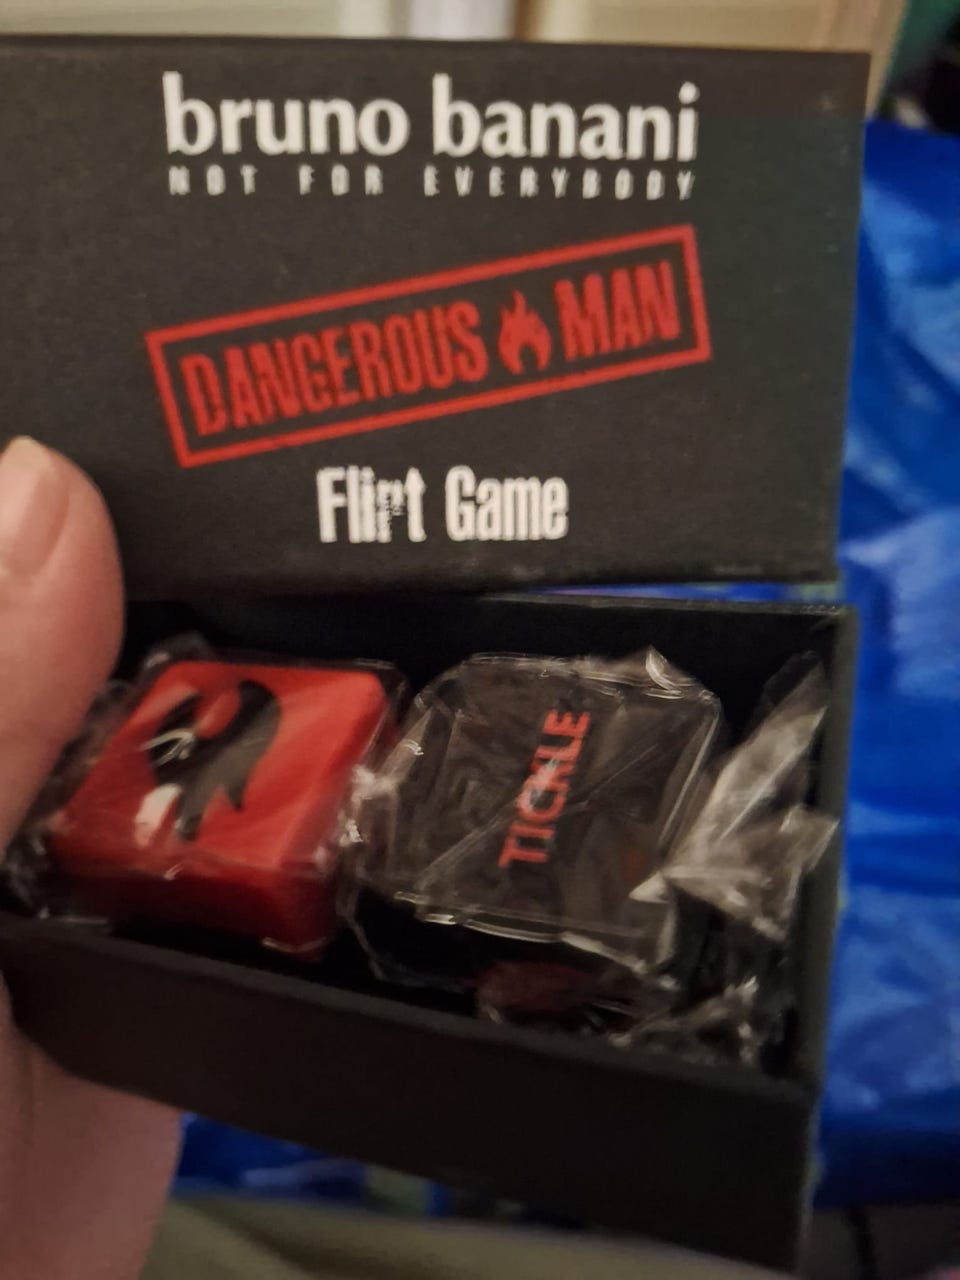 bruno banani
NOT FOR EVERYBODY
DANGEROUS MAN
Flirt Game
TICKLE